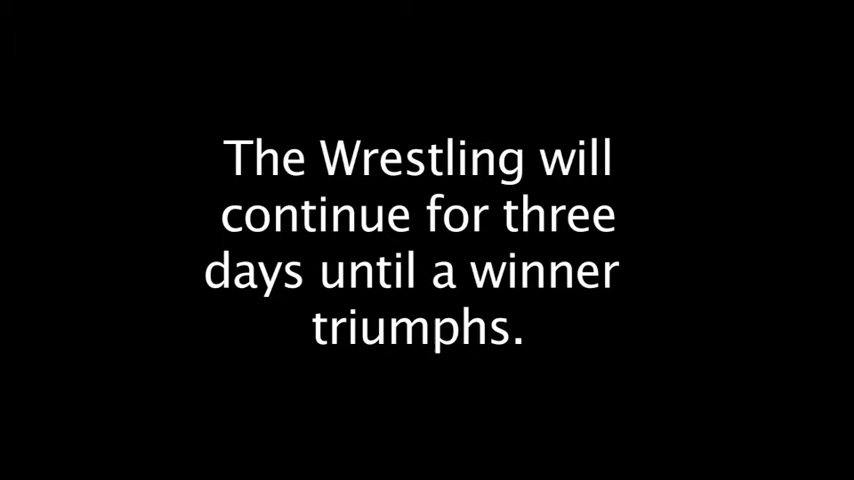 The Wrestling will
continue for three
days until a winner
triumphs.